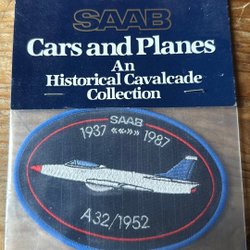 SAAB
Cars and Planes
An
Historical Cavalcade
Collection
SAAB
1937 «‹◇›» 1987
A32/1952